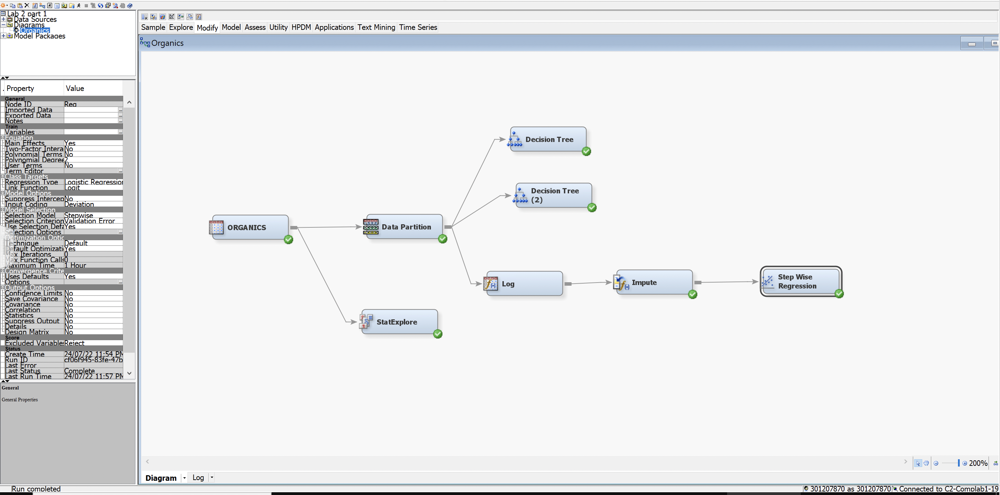 Lab 2 part 1
Data Sources
Diagrams
Organics
Model Packages
. Property Value
General
Node ID Reg
Imported Data ...
Exported Data ...
Notes ...
Train
Variables ...
Equation
Main Effects Yes
Two-Factor Intera No
Polynomial Terms No
Polynomial Degree 2
User Terms No
Term Editor ...
Class Targets
Regression Type Logistic Regression
Link Function Logit
Model Options
Suppress Intercep No
Input Coding Deviation
Model Selection
Selection Model Stepwise
Selection Criterion Validation Error
Use Selection Defa Yes
Selection Options ...
Optimization Optic
Technique Default
Default Optimizati Yes
Max Iterations 0
Max Function Calls 0
Maximum Time 1 Hour
Convergence Crite
Uses Defaults Yes
Options ...
Output Options
Confidence Limits No
Save Covariance No
Covariance No
Correlation No
Statistics No
Suppress Output No
Details No
Design Matrix No
Score
Excluded Variables Reject
Status
Create Time 24/07/22 11:54 PM
Run ID cf06f945-83fe-47b
Last Error
Last Status Complete
Last Run Time 24/07/22 11:57 PM
General
General Properties
Sample Explore Modify Model Assess Utility HPDM Applications Text Mining Time Series
Organics
Decision Tree
Decision Tree
(2)
ORGANICS
Data Partition
Log
Impute
Step Wise
Regression
StatExplore
200%
Diagram Log
Run completed
301207870 as 301207870 Connected to C2-Complab1-19